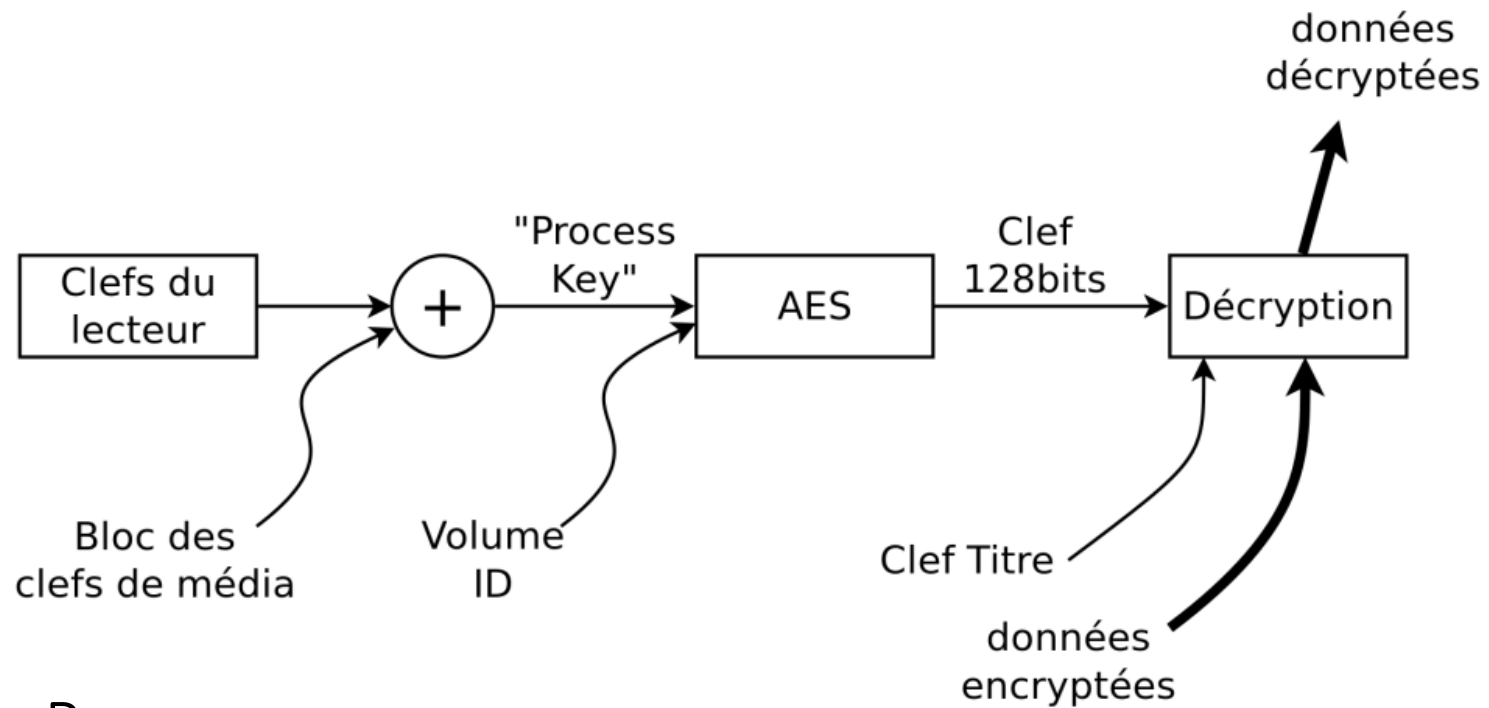 données
décryptées
"Process
Key"
Clef
128bits
Clefs du
lecteur
+
AES
Décryption
Bloc des
clefs de média
Volume
ID
Clef Titre
données
encryptées